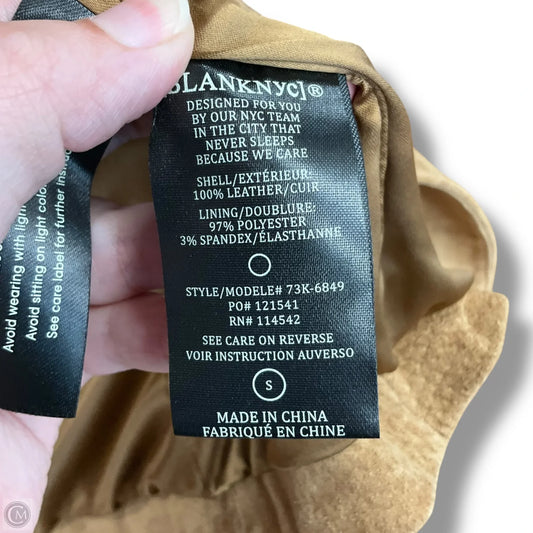 BLANKNYC]®
DESIGNED FOR YOU
BY OUR NYC TEAM
IN THE CITY THAT
NEVER SLEEPS
BECAUSE WE CARE
SHELL/EXTÉRIEUR:
100% LEATHER/CUIR
LINING/DOUBLURE:
97% POLYESTER
3% SPANDEX/ÉLASTHANNE
STYLE/MODELE# 73K-6849
PO# 121541
RN# 114542
SEE CARE ON REVERSE
VOIR INSTRUCTION AUVERSO
S
MADE IN CHINA
FABRIQUÉ EN CHINE
Avoid wearing with light
Avoid sitting on light colo
See care label for further inst
CM